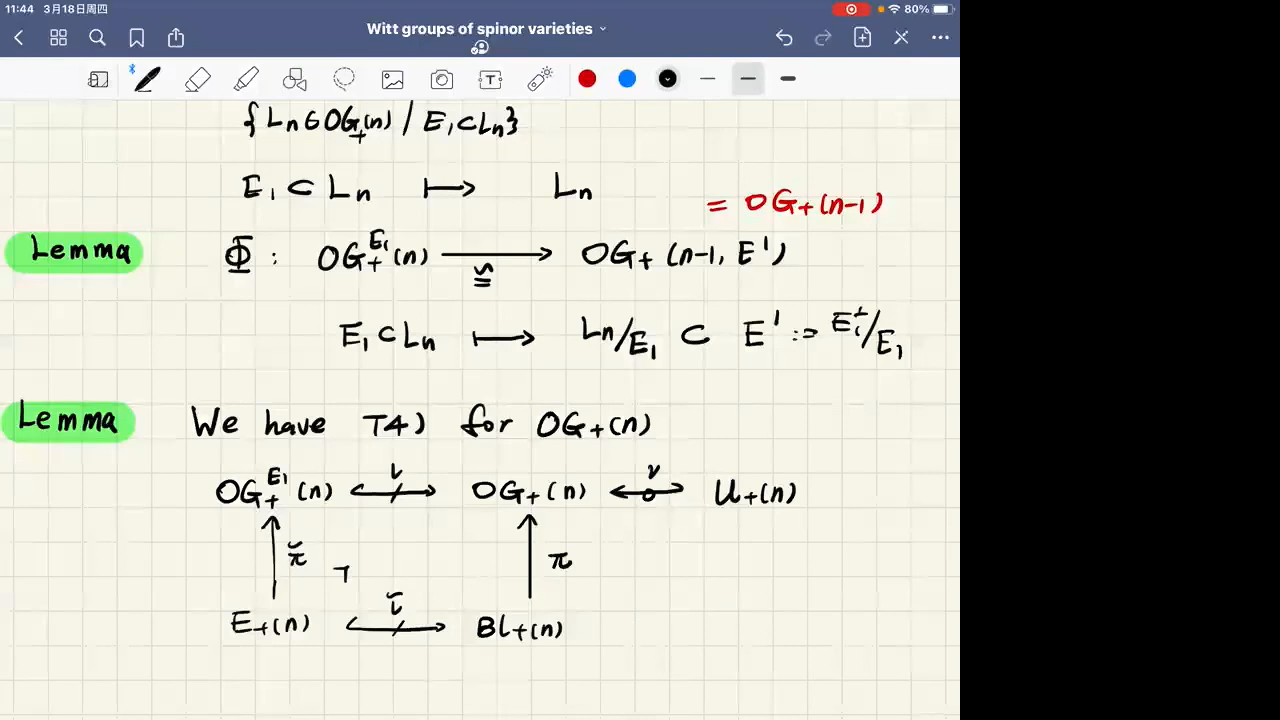 11:44 3月18日周四 80%
Witt groups of spinor varieties
{ Ln ∈ OG+(n) / E1 ⊂ Ln }
E1 ⊂ Ln ⟼ Ln
= OG+(n-1)
Lemma Φ : OG+^E1(n) ⟶ ≅ OG+(n-1, E')
E1 ⊂ Ln ⟼ Ln/E1 ⊂ E' := E1^⊥/E1
Lemma We have T4) for OG+(n)
OG+^E1(n) ι OG+(n) υ U+(n)
π̃ π
E+(n) ι̃ Bl+(n)